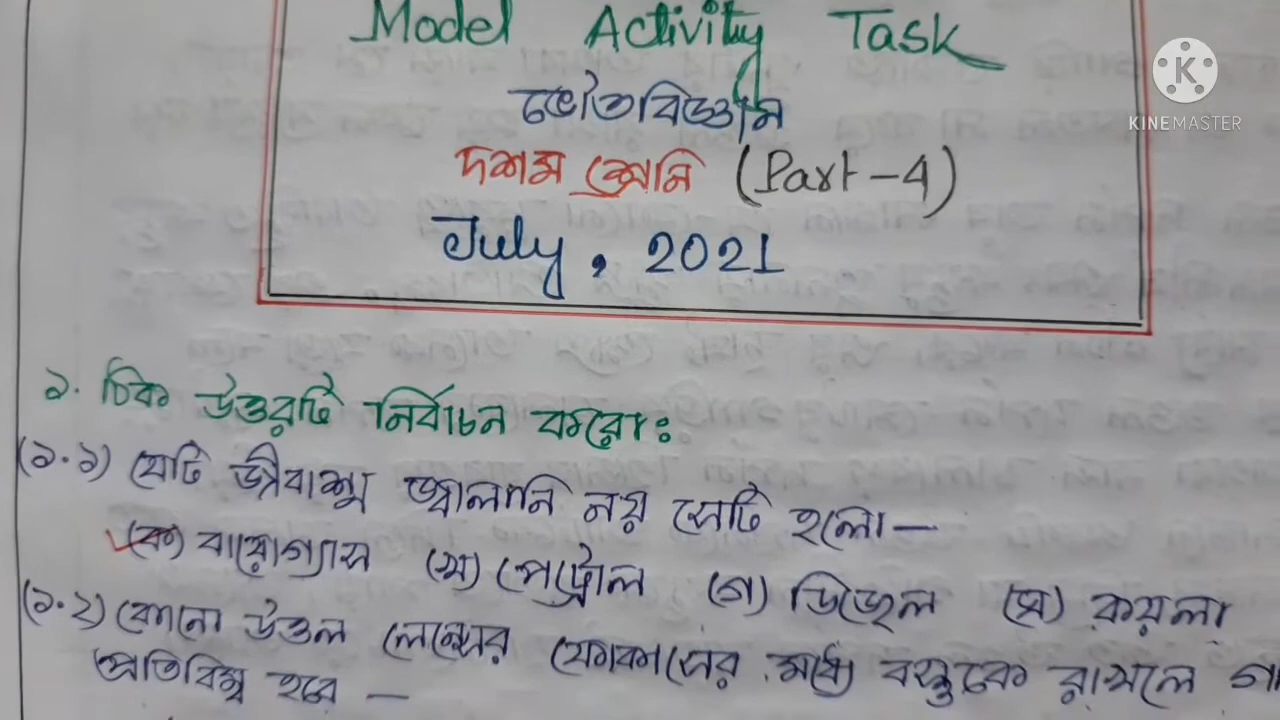 Model Activity Task
ভৌতবিজ্ঞান
দশম শ্রেনি (Part-4)
July, 2021
১. ঠিক উত্তরটি নির্বাচন করো:
(১.১) যেটি জীবাশ্ম জ্বালানি নয় সেটি হলো—
(ক) বায়োগ্যাস (খ) পেট্রোল (গ) ডিজেল (ঘ) কয়লা
(১.২) কোনো উত্তল লেন্সের ফোকাসের মধ্যে বস্তুকে রাখলে
প্রতিবিম্ব হবে —
KINEMASTER